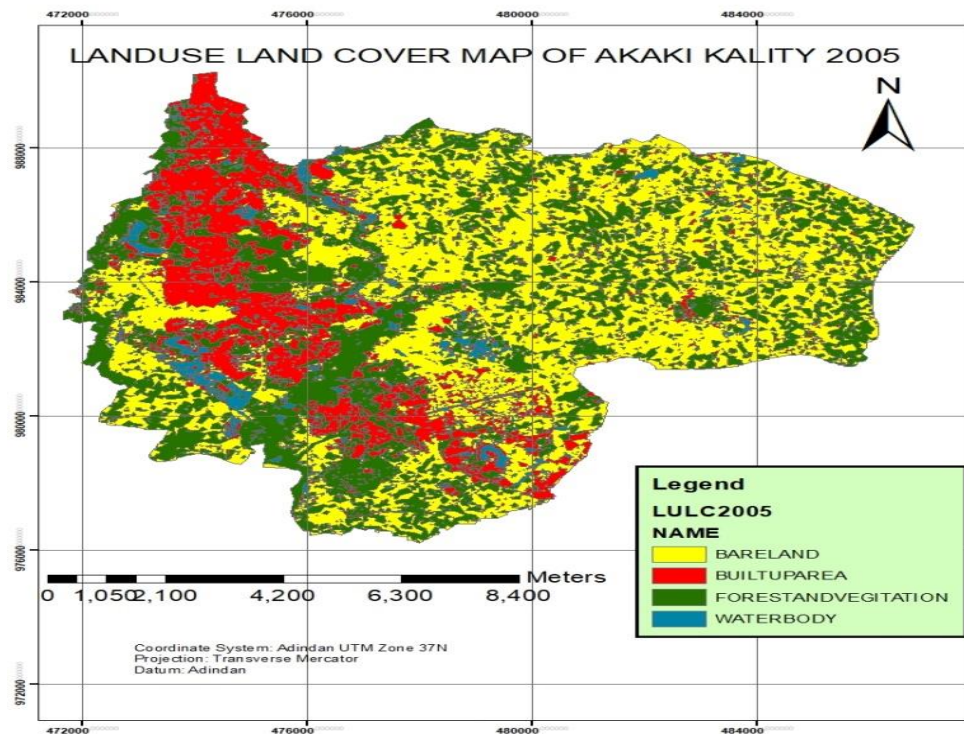 472000 476000 480000 484000
LANDUSE LAND COVER MAP OF AKAKI KALITY 2005
N
988000
984000
980000
976000
972000
Legend
LULC2005
NAME
BARELAND
BUILTUPAREA
FORESTANDVEGITATION
WATERBODY
Meters
0 1,050 2,100 4,200 6,300 8,400
Coordinate System: Adindan UTM Zone 37N
Projection: Transverse Mercator
Datum: Adindan
472000 476000 480000 484000